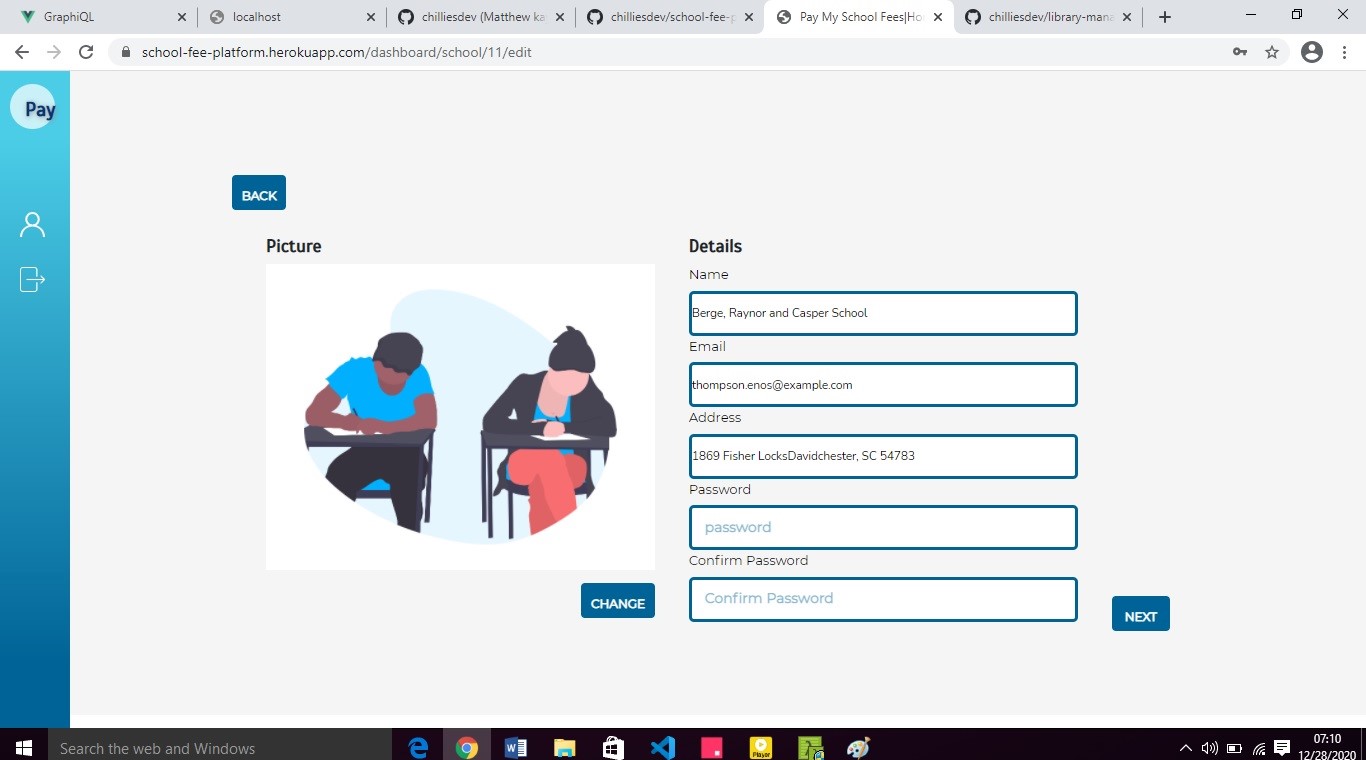 GraphiQL
localhost
chilliesdev (Matthew ka
chilliesdev/school-fee-p
Pay My School Fees|Ho
chilliesdev/library-mana
school-fee-platform.herokuapp.com/dashboard/school/11/edit
Pay
BACK
Picture
CHANGE
Details
Name
Berge, Raynor and Casper School
Email
thompson.enos@example.com
Address
1869 Fisher LocksDavidchester, SC 54783
Password
password
Confirm Password
Confirm Password
NEXT
Search the web and Windows
Player
07:10
12/28/2020